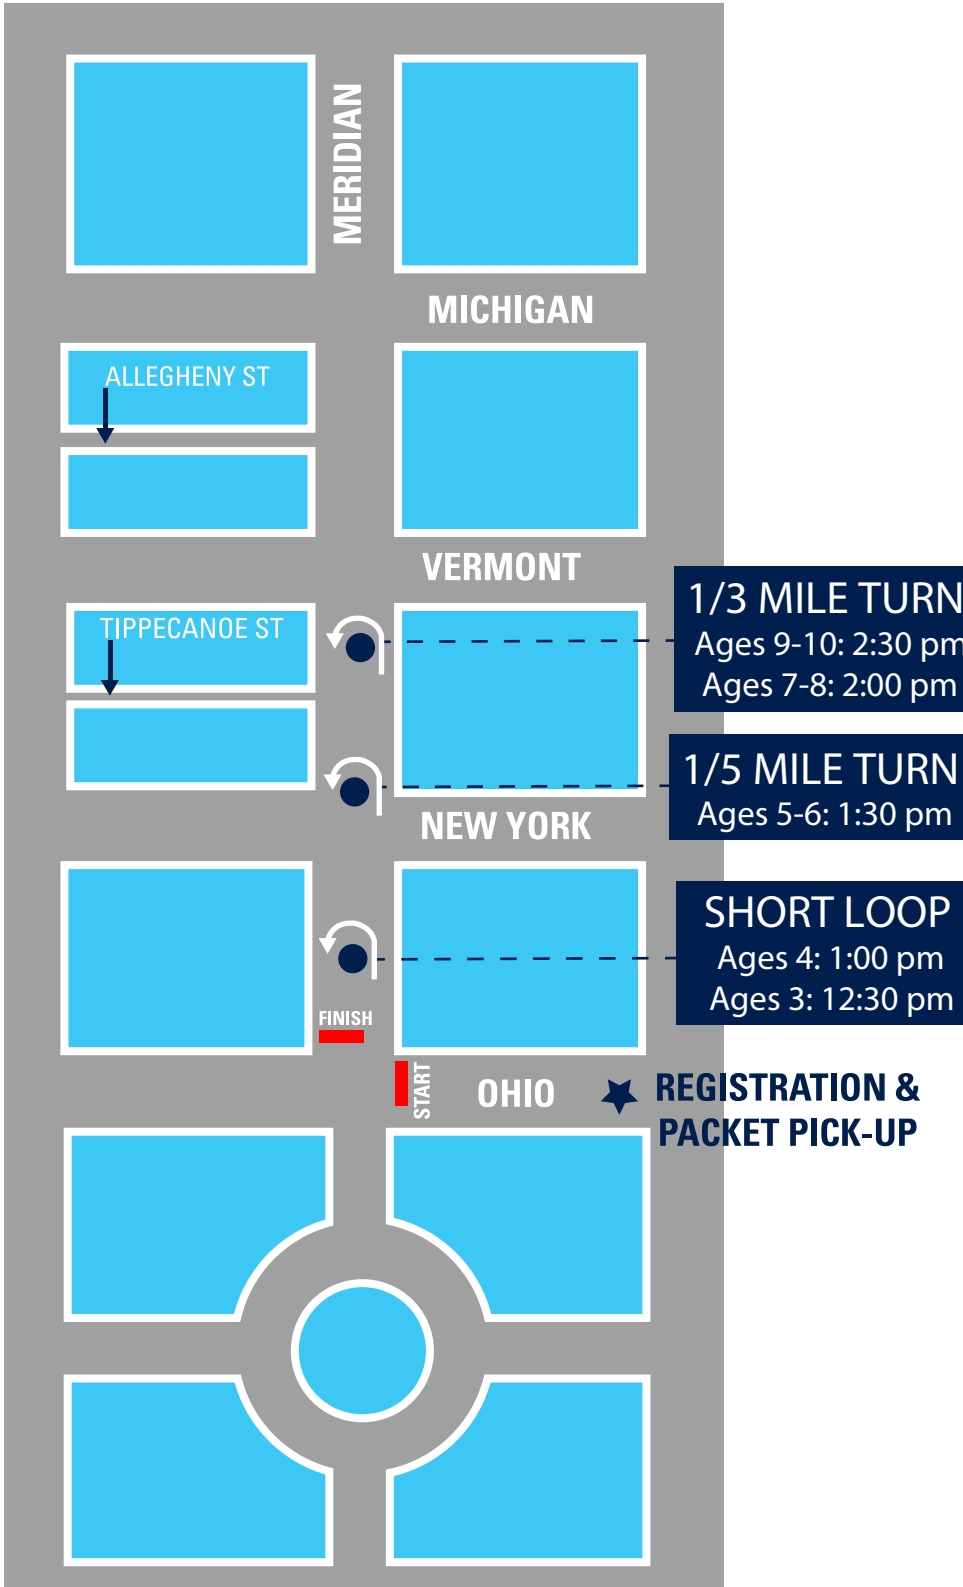 MERIDIAN
MICHIGAN
ALLEGHENY ST
VERMONT
TIPPECANOE ST
1/3 MILE TURN
Ages 9-10: 2:30 pm
Ages 7-8: 2:00 pm
1/5 MILE TURN
Ages 5-6: 1:30 pm
NEW YORK
SHORT LOOP
Ages 4: 1:00 pm
Ages 3: 12:30 pm
FINISH
START
OHIO
REGISTRATION &
PACKET PICK-UP